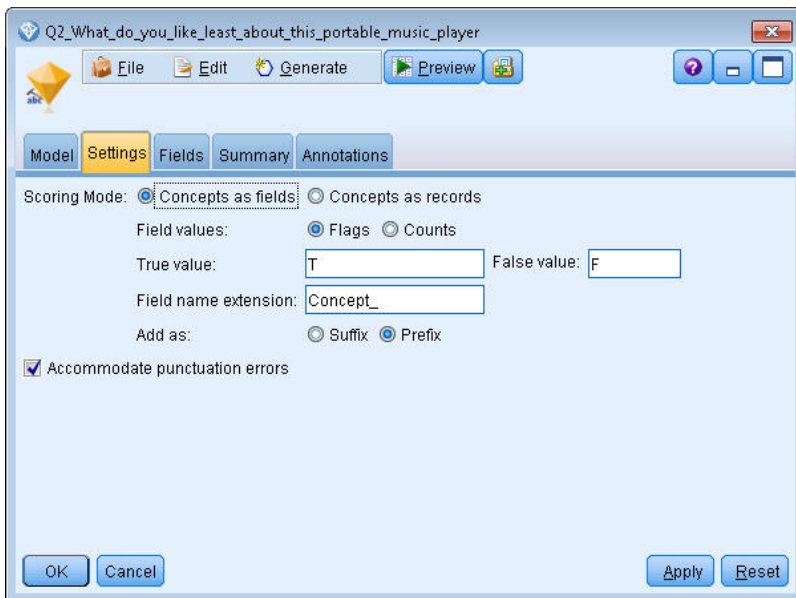 Q2_What_do_you_like_least_about_this_portable_music_player
File Edit Generate Preview
abc
Model Settings Fields Summary Annotations
Scoring Mode: Concepts as fields Concepts as records
Field values: Flags Counts
True value: T False value: F
Field name extension: Concept_
Add as: Suffix Prefix
Accommodate punctuation errors
OK Cancel Apply Reset